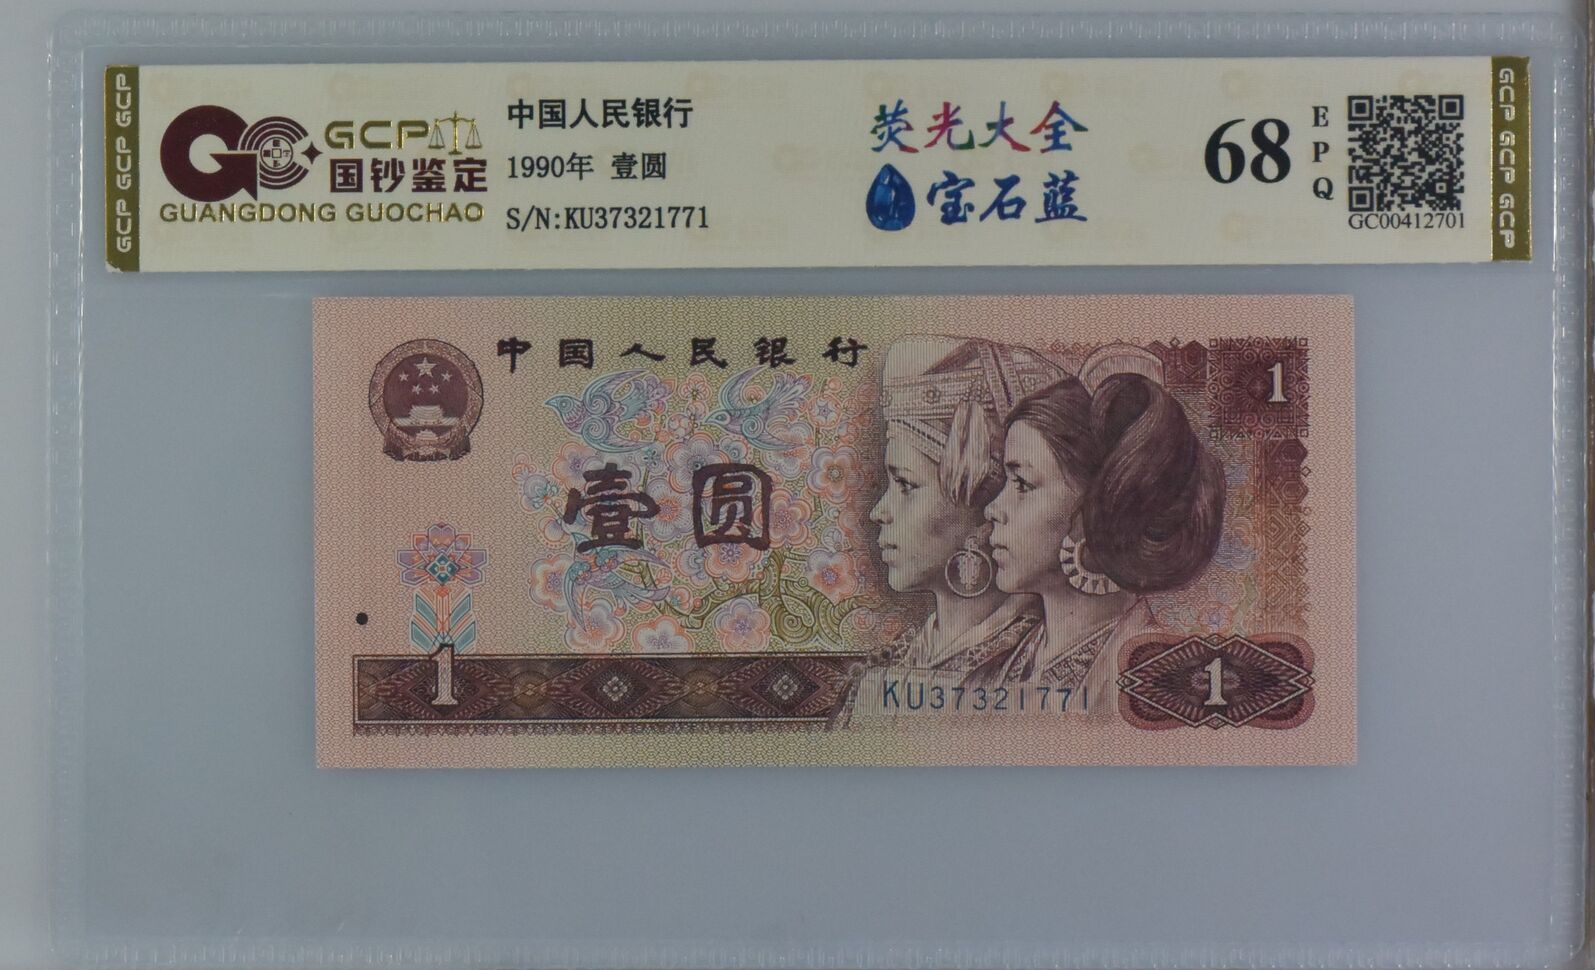 GCP GCP GCP
GCP
国钞鉴定
GUANGDONG GUOCHAO
中国人民银行
1990年 壹圆
S/N:KU37321771
荧光大全
宝石蓝
68
EPQ
GC00412701
GCP GCP GCP
中国人民银行
1
壹圆
1
KU37321771
1